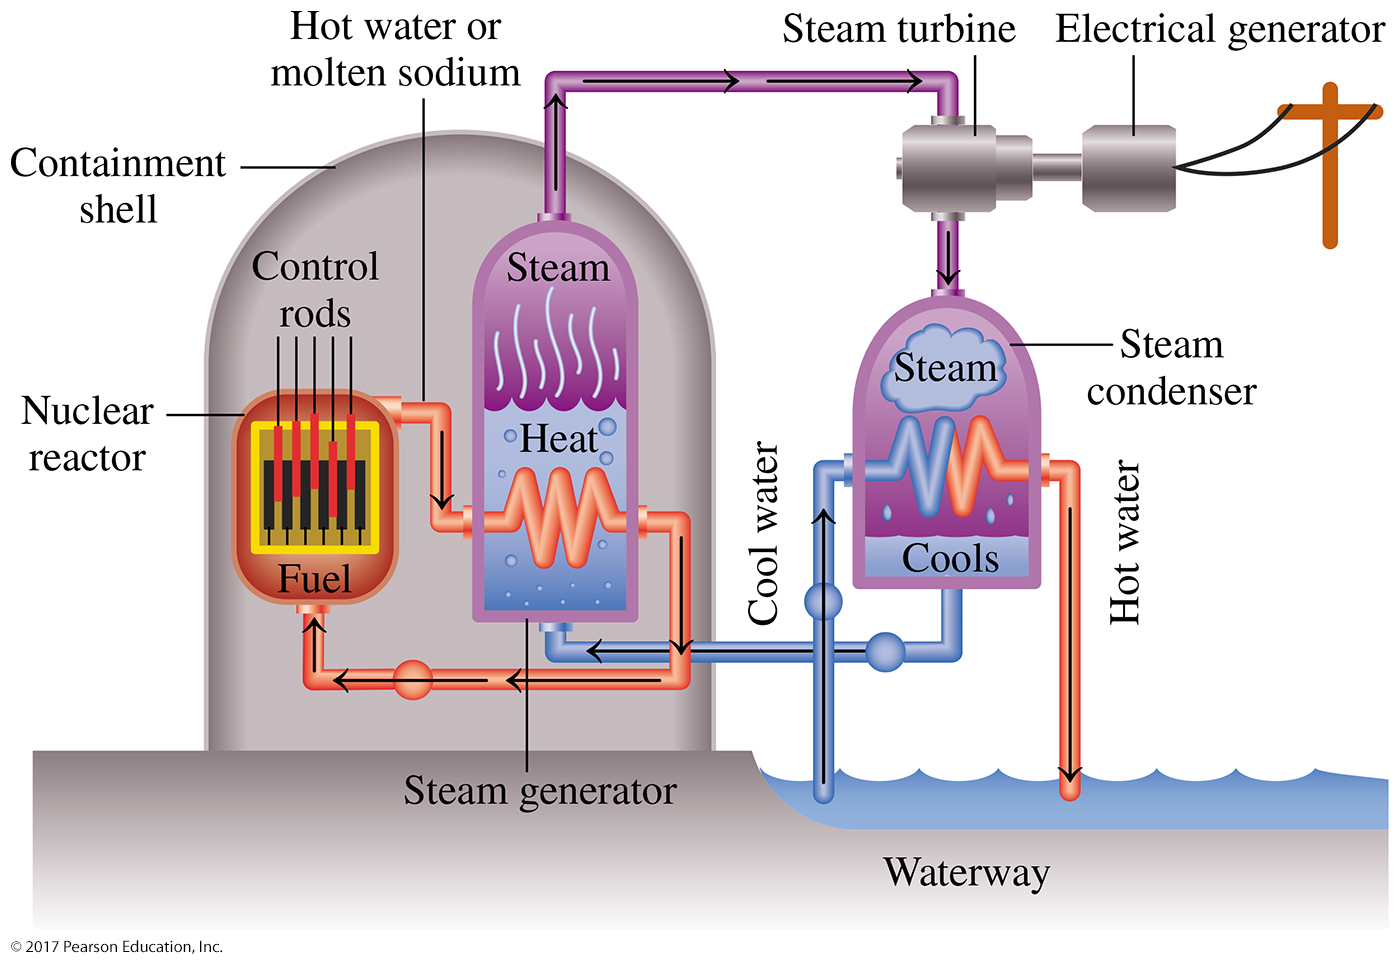 Hot water or
molten sodium
Steam turbine
Electrical generator
Containment
shell
Control
rods
Steam
Steam
Steam
condenser
Nuclear
reactor
Heat
Cool water
Hot water
Fuel
Cools
Steam generator
Waterway
© 2017 Pearson Education, Inc.